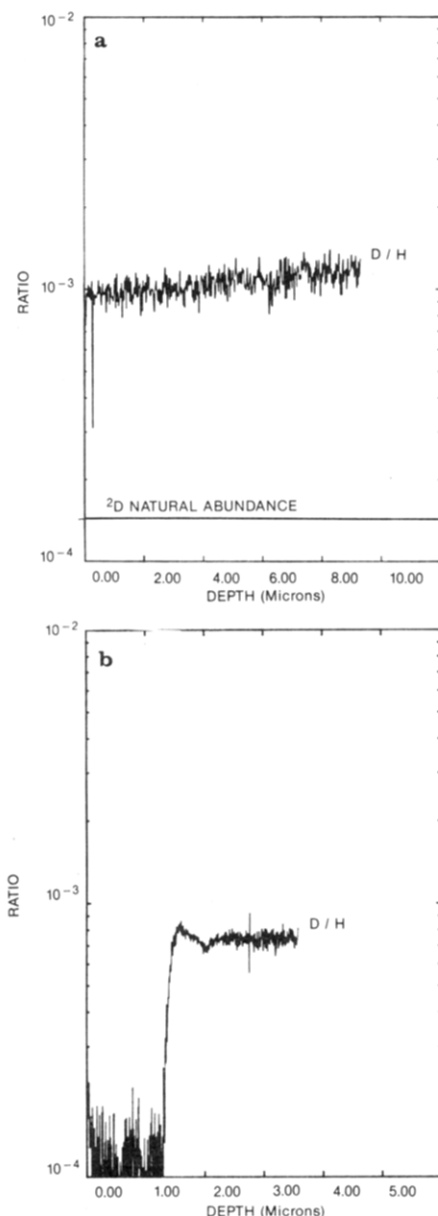 10-2
a
D / H
RATIO
10-3
2D NATURAL ABUNDANCE
10-4
0.00 2.00 4.00 6.00 8.00 10.00
DEPTH (Microns)
10-2
b
10-3
D / H
RATIO
10-4
0.00 1.00 2.00 3.00 4.00 5.00
DEPTH (Microns)